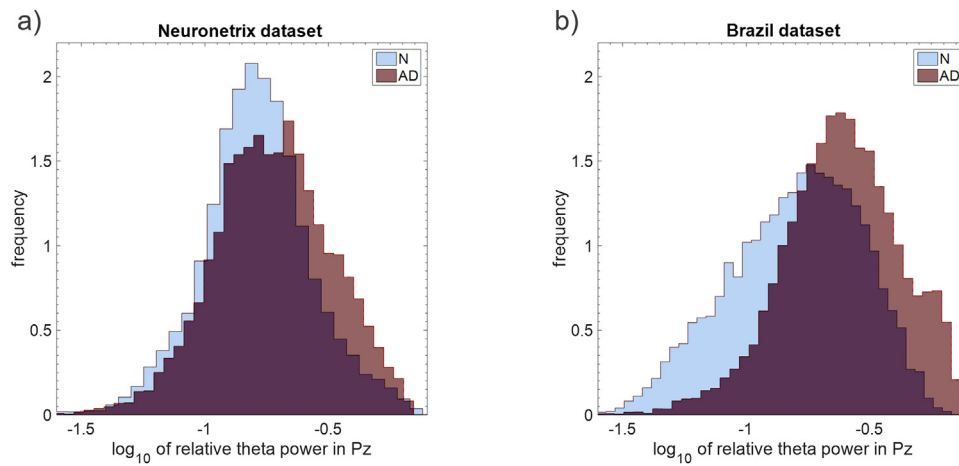 a)
Neuronetrix dataset
N
AD
2
1.5
1
0.5
0
frequency
-1.5
-1
-0.5
log10 of relative theta power in Pz
b)
Brazil dataset
N
AD
2
1.5
1
0.5
0
frequency
-1.5
-1
-0.5
log10 of relative theta power in Pz